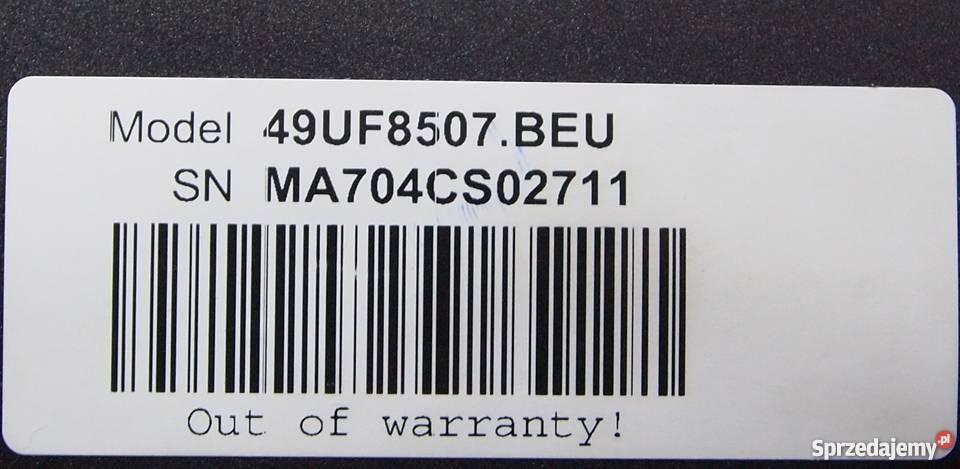 Model 49UF8507.BEU
SN MA704CS02711
Out of warranty!
Sprzedajemy.pl